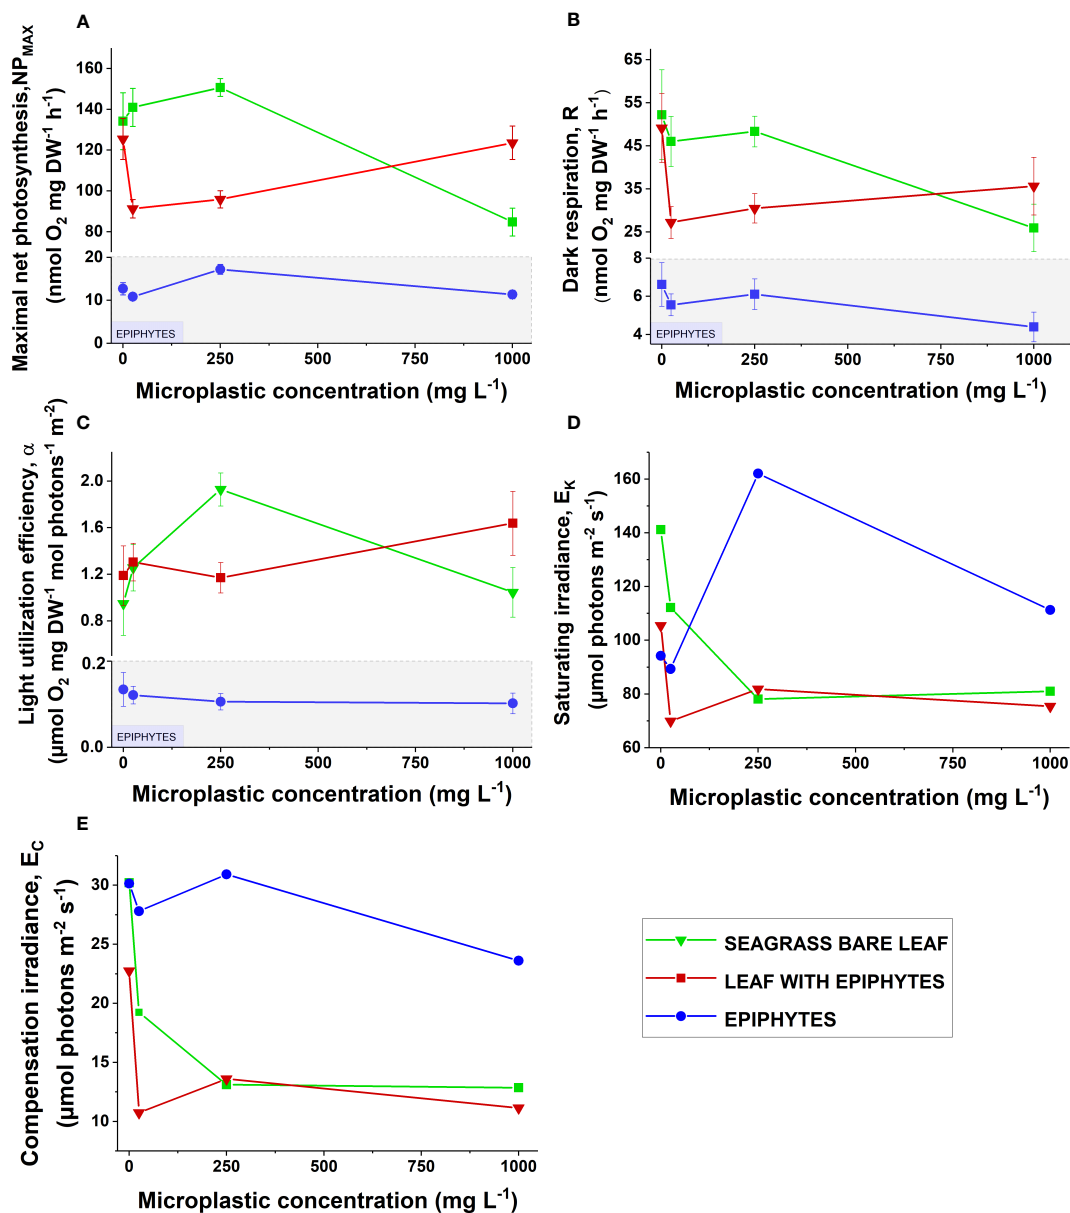 A
Maximal net photosynthesis,NP_MAX
(nmol O₂ mg DW⁻¹ h⁻¹)
160
140
120
100
80
20
10
0
EPIPHYTES
0 250 500 750 1000
Microplastic concentration (mg L⁻¹)
B
Dark respiration, R
(nmol O₂ mg DW⁻¹ h⁻¹)
65
55
45
35
25
8
6
4
EPIPHYTES
0 250 500 750 1000
Microplastic concentration (mg L⁻¹)
C
Light utilization efficiency, α
(µmol O₂ mg DW⁻¹ mol photons⁻¹ m⁻²)
2.0
1.6
1.2
0.8
0.2
0.0
EPIPHYTES
0 250 500 750 1000
Microplastic concentration (mg L⁻¹)
D
Saturating irradiance, E_K
(µmol photons m⁻² s⁻¹)
160
140
120
100
80
60
0 250 500 750 1000
Microplastic concentration (mg L⁻¹)
E
Compensation irradiance, E_C
(µmol photons m⁻² s⁻¹)
30
25
20
15
10
0 250 500 750 1000
Microplastic concentration (mg L⁻¹)
SEAGRASS BARE LEAF
LEAF WITH EPIPHYTES
EPIPHYTES